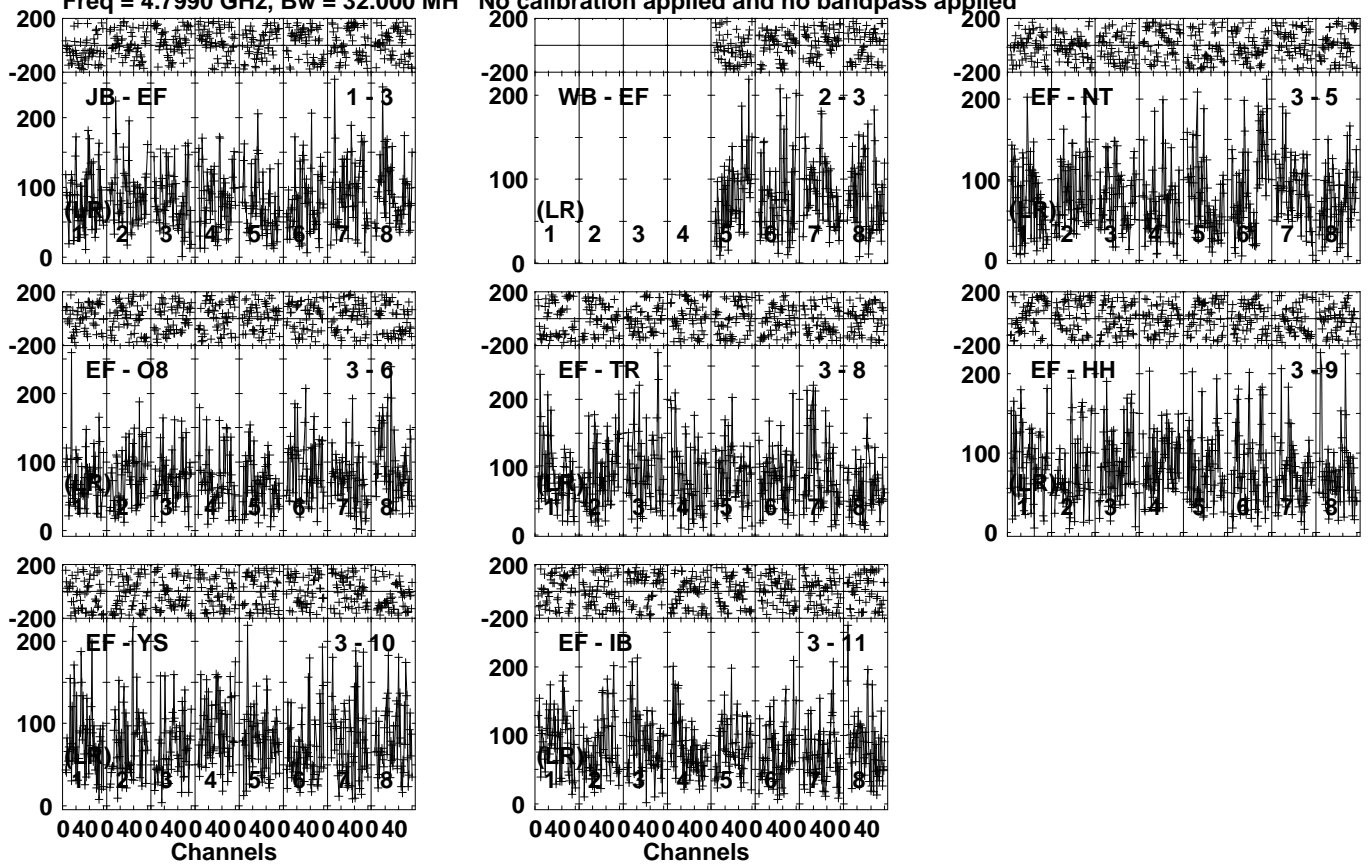 Freq = 4.7990 GHz, Bw = 32.000 MH No calibration applied and no bandpass applied
200
-200
JB - EF 1 - 3
200
100
0
(LR)
1 2 3 4 5 6 7 8
200
-200
WB - EF 2 - 3
200
100
0
(LR)
1 2 3 4 5 6 7 8
200
-200
EF - NT 3 - 5
200
100
0
(LR)
1 2 3 4 5 6 7 8
200
-200
EF - O8 3 - 6
200
100
0
(LR)
1 2 3 4 5 6 7 8
200
-200
EF - TR 3 - 8
200
100
0
(LR)
1 2 3 4 5 6 7 8
200
-200
EF - HH 3 - 9
200
100
0
(LR)
1 2 3 4 5 6 7 8
200
-200
EF - YS 3 - 10
200
100
0
(LR)
1 2 3 4 5 6 7 8
0 40 0 40 0 40 0 40 0 40 0 40 0 40 0 40
Channels
200
-200
EF - IB 3 - 11
200
100
0
(LR)
1 2 3 4 5 6 7 8
0 40 0 40 0 40 0 40 0 40 0 40 0 40 0 40
Channels